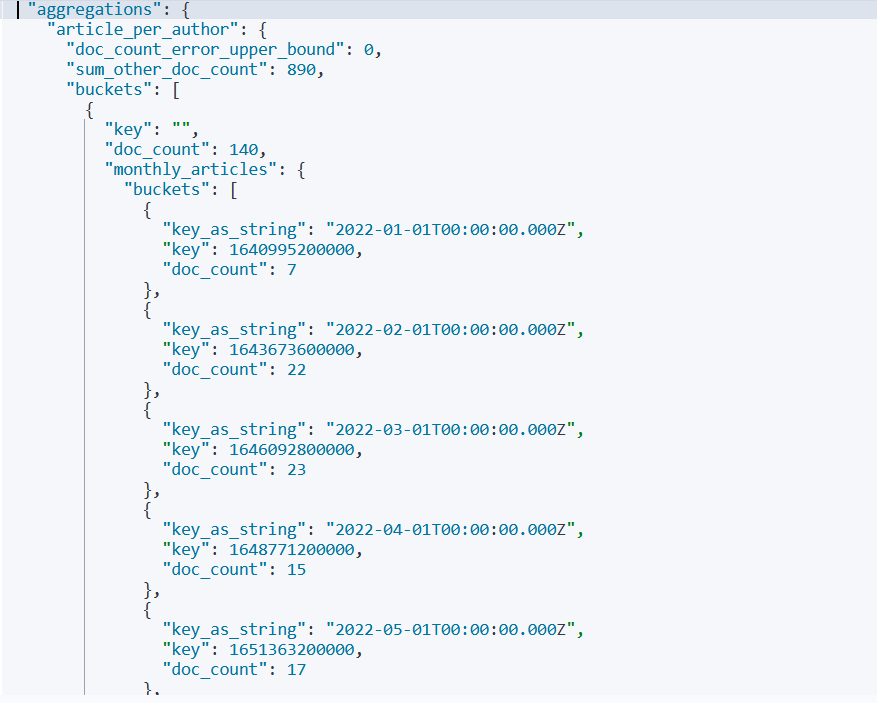 "aggregations": {
"article_per_author": {
"doc_count_error_upper_bound": 0,
"sum_other_doc_count": 890,
"buckets": [
{
"key": "",
"doc_count": 140,
"monthly_articles": {
"buckets": [
{
"key_as_string": "2022-01-01T00:00:00.000Z",
"key": 1640995200000,
"doc_count": 7
},
{
"key_as_string": "2022-02-01T00:00:00.000Z",
"key": 1643673600000,
"doc_count": 22
},
{
"key_as_string": "2022-03-01T00:00:00.000Z",
"key": 1646092800000,
"doc_count": 23
},
{
"key_as_string": "2022-04-01T00:00:00.000Z",
"key": 1648771200000,
"doc_count": 15
},
{
"key_as_string": "2022-05-01T00:00:00.000Z",
"key": 1651363200000,
"doc_count": 17
},